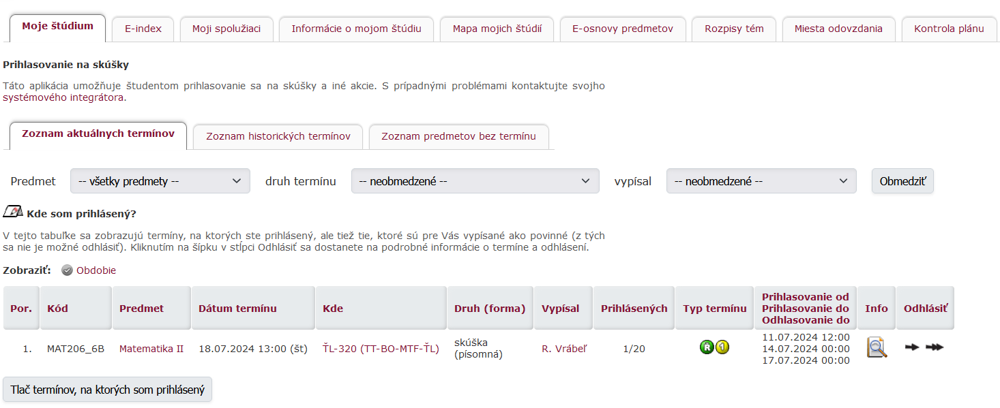 Moje štúdium
E-index
Moji spolužiaci
Informácie o mojom štúdiu
Mapa mojich štúdií
E-osnovy predmetov
Rozpisy tém
Miesta odovzdania
Kontrola plánu
Prihlasovanie na skúšky
Táto aplikácia umožňuje študentom prihlasovanie sa na skúšky a iné akcie. S prípadnými problémami kontaktujte svojho
systémového integrátora.
Zoznam aktuálnych termínov
Zoznam historických termínov
Zoznam predmetov bez termínu
Predmet
-- všetky predmety --
druh termínu
-- neobmedzené --
vypísal
-- neobmedzené --
Obmedziť
Kde som prihlásený?
V tejto tabuľke sa zobrazujú termíny, na ktorých ste prihlásený, ale tiež tie, ktoré sú pre Vás vypísané ako povinné (z tých
sa nie je možné odhlásiť). Kliknutím na šípku v stĺpci Odhlásiť sa dostanete na podrobné informácie o termíne a odhlásení.
Zobraziť:
Obdobie
Por.
Kód
Predmet
Dátum termínu
Kde
Druh (forma)
Vypísal
Prihlásených
Typ termínu
Prihlasovanie od
Prihlasovanie do
Odhlasovanie do
Info
Odhlásiť
1.
MAT206_6B
Matematika II
18.07.2024 13:00 (št)
ŤL-320 (TT-BO-MTF-ŤL)
skúška
(písomná)
R. Vrábeľ
1/20
R
1
11.07.2024 12:00
14.07.2024 00:00
17.07.2024 00:00
Tlač termínov, na ktorých som prihlásený